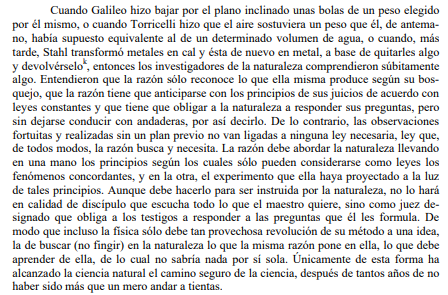 Cuando Galileo hizo bajar por el plano inclinado unas bolas de un peso elegido
por él mismo, o cuando Torricelli hizo que el aire sostuviera un peso que él, de antema-
no, había supuesto equivalente al de un determinado volumen de agua, o cuando, más
tarde, Stahl transformó metales en cal y ésta de nuevo en metal, a base de quitarles algo
y devolvérselo k, entonces los investigadores de la naturaleza comprendieron súbitamente
algo. Entendieron que la razón sólo reconoce lo que ella misma produce según su bos-
quejo, que la razón tiene que anticiparse con los principios de sus juicios de acuerdo con
leyes constantes y que tiene que obligar a la naturaleza a responder sus preguntas, pero
sin dejarse conducir con andaderas, por así decirlo. De lo contrario, las observaciones
fortuitas y realizadas sin un plan previo no van ligadas a ninguna ley necesaria, ley que,
de todos modos, la razón busca y necesita. La razón debe abordar la naturaleza llevando
en una mano los principios según los cuales sólo pueden considerarse como leyes los
fenómenos concordantes, y en la otra, el experimento que ella haya proyectado a la luz
de tales principios. Aunque debe hacerlo para ser instruida por la naturaleza, no lo hará
en calidad de discípulo que escucha todo lo que el maestro quiere, sino como juez de-
signado que obliga a los testigos a responder a las preguntas que él les formula. De
modo que incluso la física sólo debe tan provechosa revolución de su método a una idea,
la de buscar (no fingir) en la naturaleza lo que la misma razón pone en ella, lo que debe
aprender de ella, de lo cual no sabría nada por sí sola. Únicamente de esta forma ha
alcanzado la ciencia natural el camino seguro de la ciencia, después de tantos años de no
haber sido más que un mero andar a tientas.